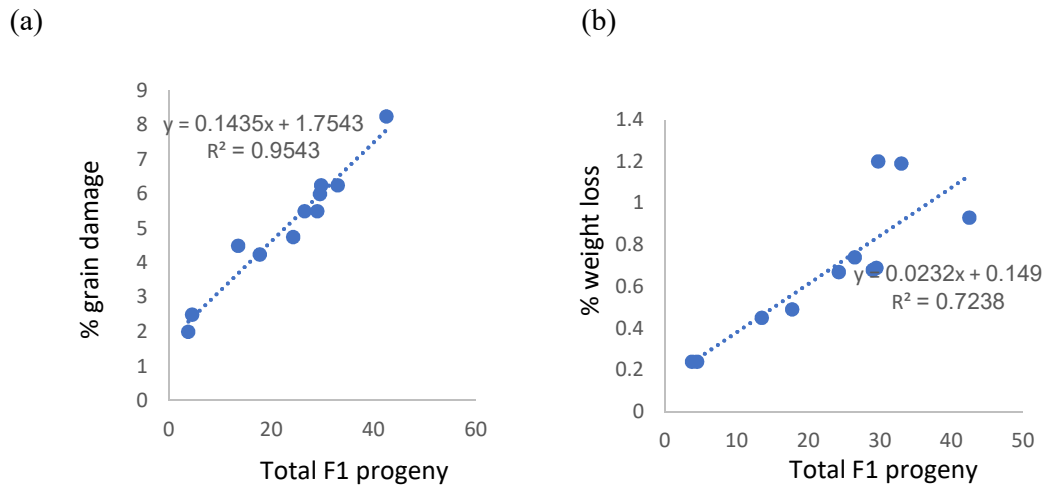 (a)
(b)
9
8
7
6
5
4
3
2
1
0
% grain damage
y = 0.1435x + 1.7543
R² = 0.9543
0 20 40 60
Total F1 progeny
1.4
1.2
1
0.8
0.6
0.4
0.2
0
% weight loss
y = 0.0232x + 0.149
R² = 0.7238
0 10 20 30 40 50
Total F1 progeny